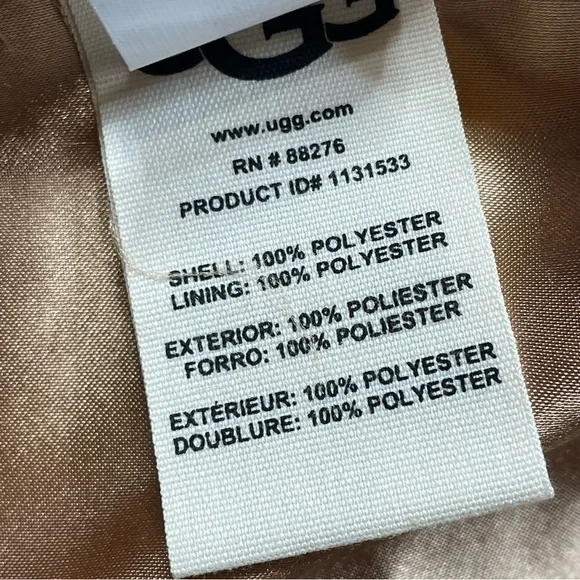 UGG
www.ugg.com
RN # 88276
PRODUCT ID# 1131533
SHELL: 100% POLYESTER
LINING: 100% POLYESTER
EXTERIOR: 100% POLIESTER
FORRO: 100% POLIESTER
EXTÉRIEUR: 100% POLYESTER
DOUBLURE: 100% POLYESTER